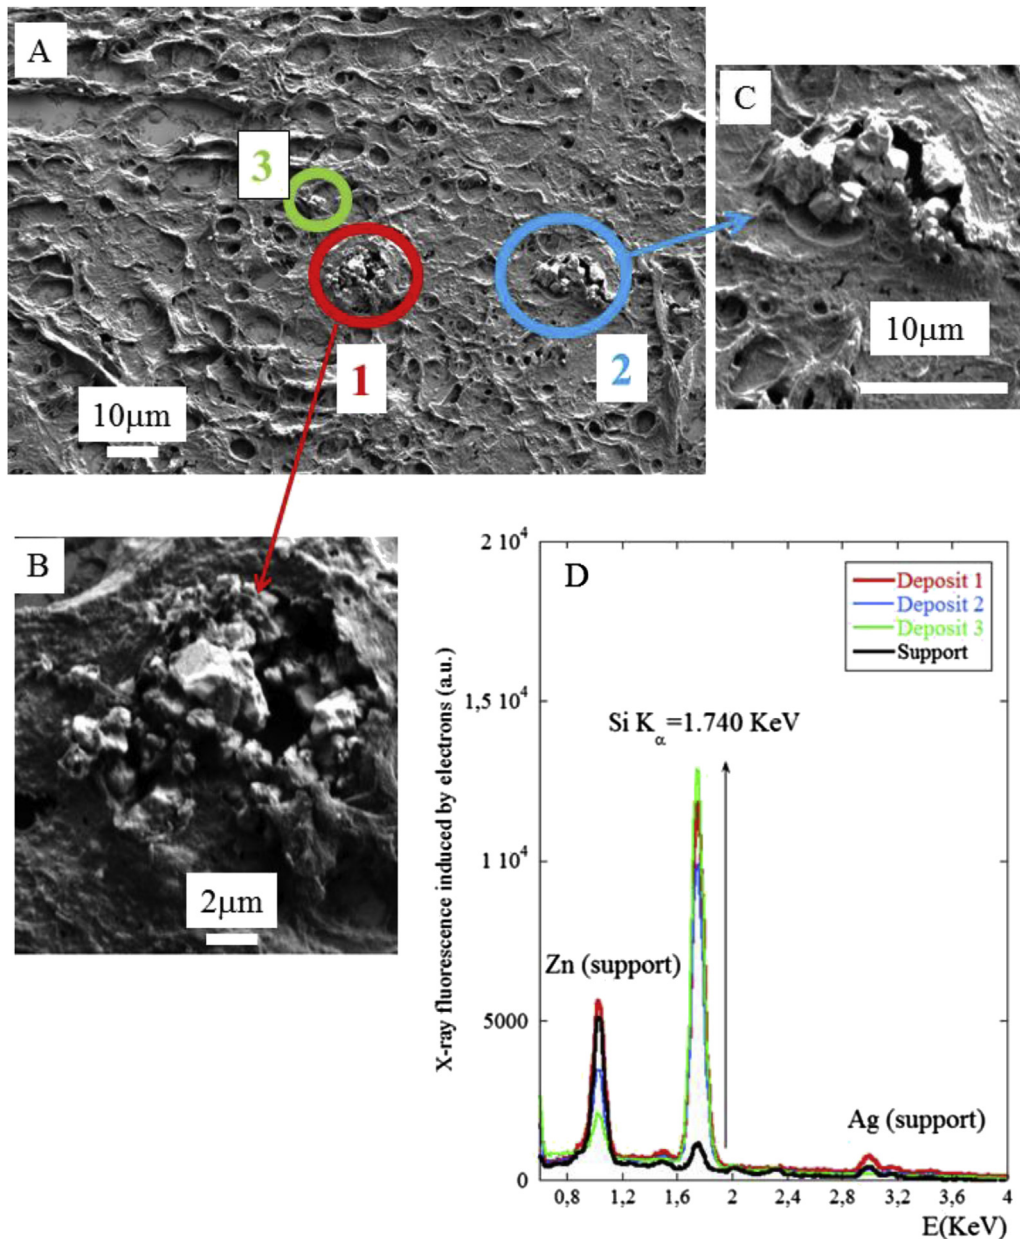 A
3
1
2
10μm
C
10μm
B
2μm
D
2 10⁴
1,5 10⁴
1 10⁴
5000
0
X-ray fluorescence induced by electrons (a.u.)
Deposit 1
Deposit 2
Deposit 3
Support
Si Kα=1.740 KeV
Zn (support)
Ag (support)
0,8 1,2 1,6 2 2,4 2,8 3,2 3,6 4
E(KeV)